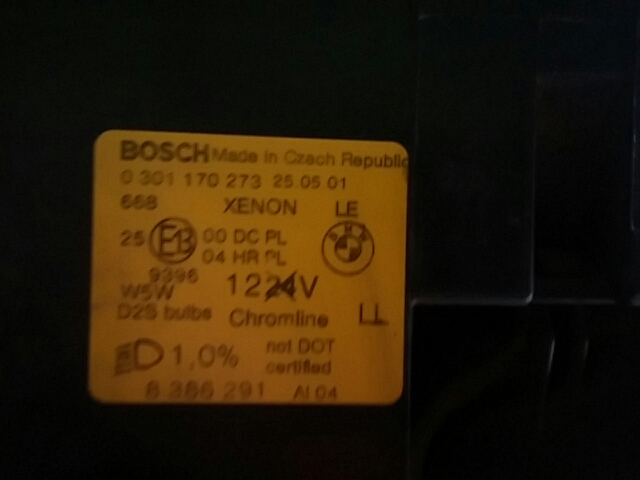 BOSCH Made in Czech Republic
0 301 170 273 25.05.01
668 XENON LE
25 E13 00 DC PL
04 HR PL
BMW
9396
W5W 1224V
D2S bulbs Chromline LL
1,0% not DOT
certified
8 386 291 AI 04